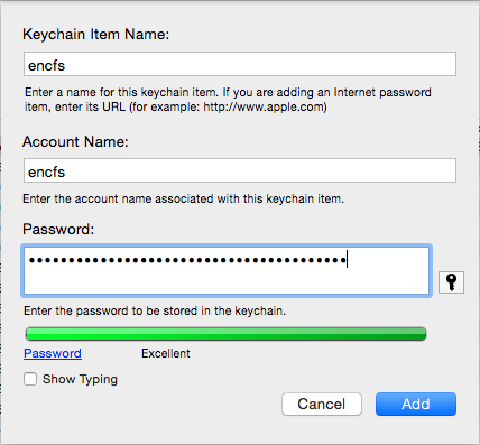 Keychain Item Name:
encfs
Enter a name for this keychain item. If you are adding an Internet password
item, enter its URL (for example: http://www.apple.com)
Account Name:
encfs
Enter the account name associated with this keychain item.
Password:
••••••••••••••••••••••••••••••••••••••••
Enter the password to be stored in the keychain.
Password Excellent
Show Typing
Cancel Add